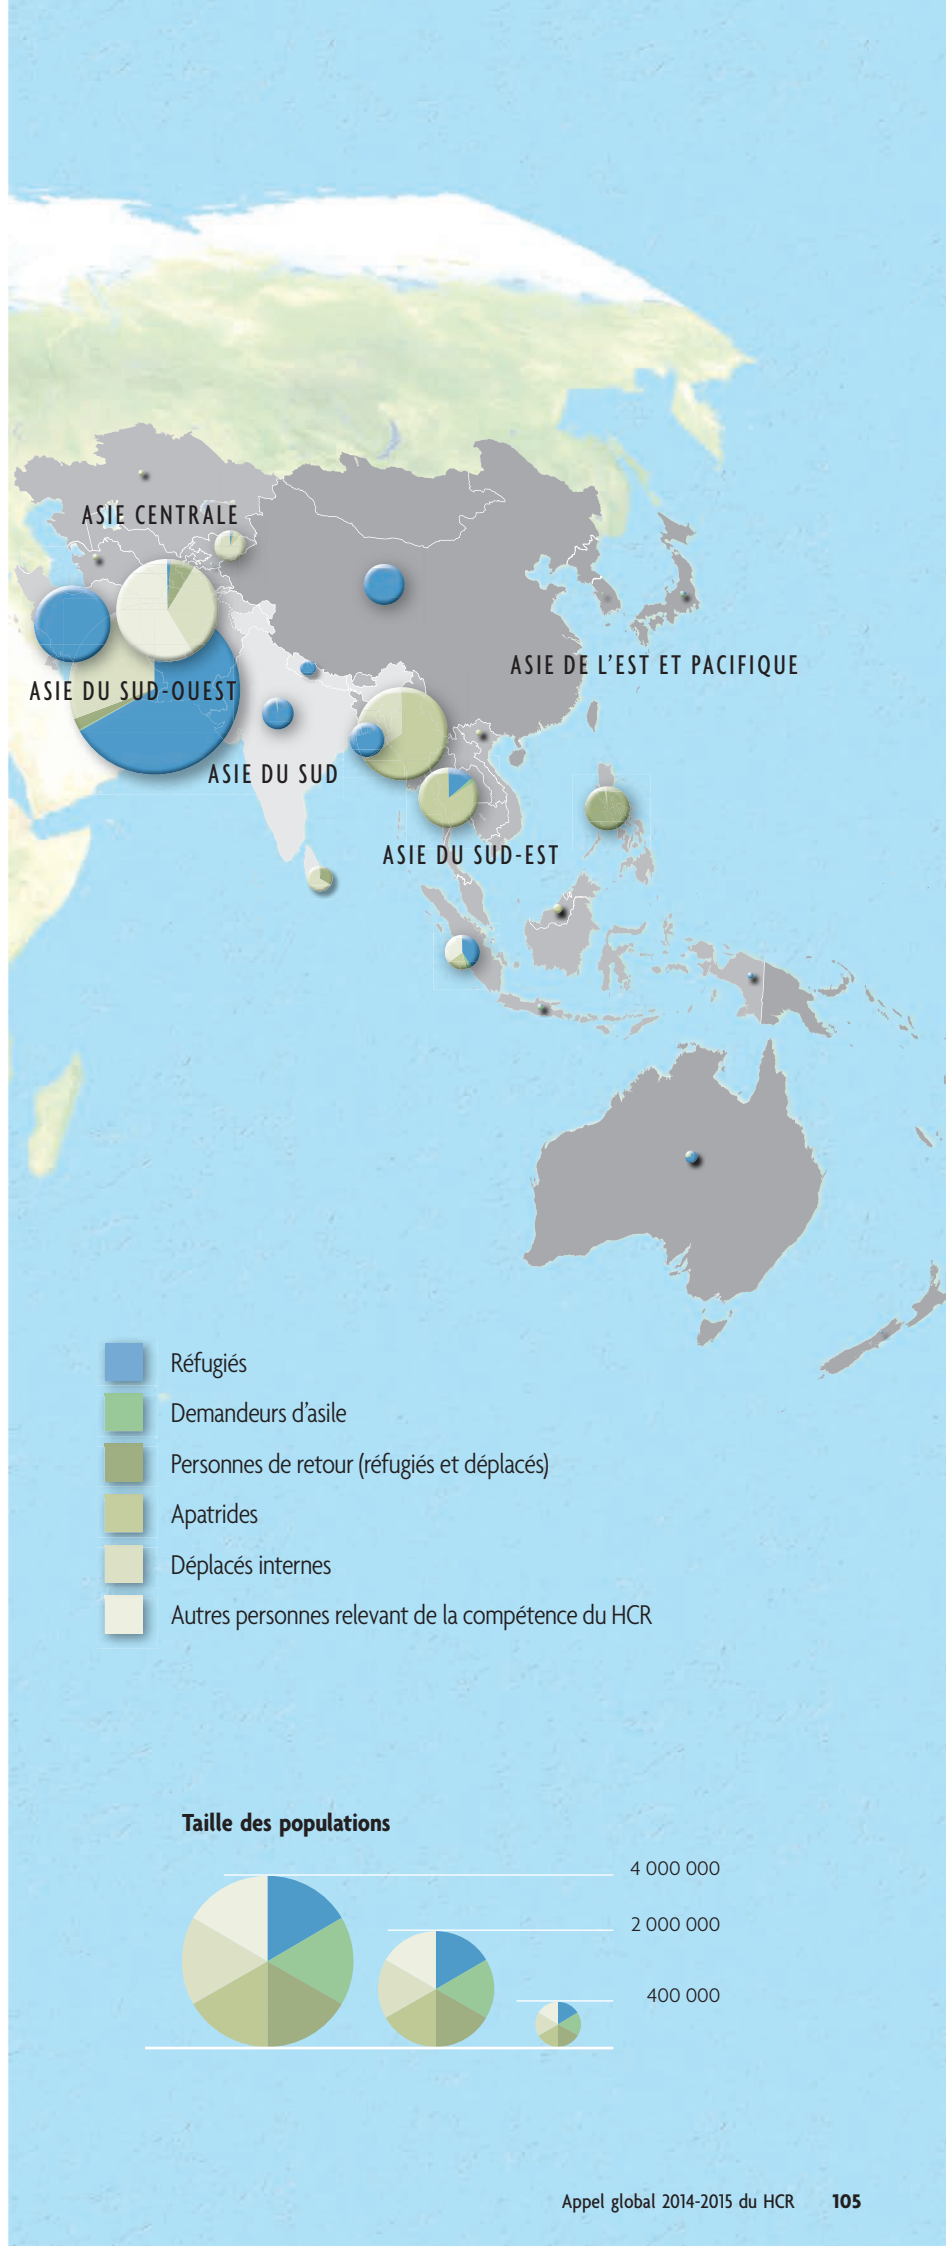 ASIE CENTRALE
ASIE DE L’EST ET PACIFIQUE
ASIE DU SUD-OUEST
ASIE DU SUD
ASIE DU SUD-EST
Réfugiés
Demandeurs d’asile
Personnes de retour (réfugiés et déplacés)
Apatrides
Déplacés internes
Autres personnes relevant de la compétence du HCR
Taille des populations
4 000 000
2 000 000
400 000
Appel global 2014-2015 du HCR 105